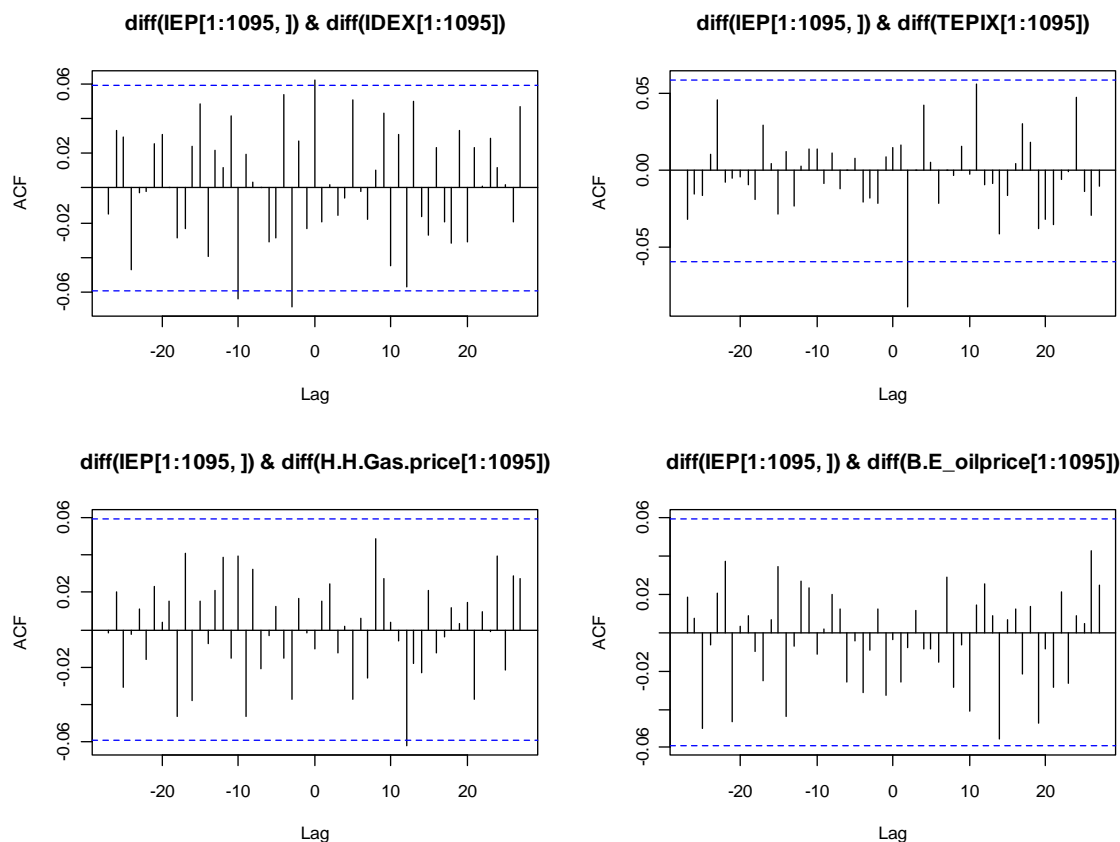 diff(IEP[1:1095, ]) & diff(IDEX[1:1095])
ACF
0.06
0.02
-0.02
-0.06
-20
-10
0
10
20
Lag
diff(IEP[1:1095, ]) & diff(TEPIX[1:1095])
ACF
0.05
0.00
-0.05
-20
-10
0
10
20
Lag
diff(IEP[1:1095, ]) & diff(H.H.Gas.price[1:1095])
ACF
0.06
0.02
-0.02
-0.06
-20
-10
0
10
20
Lag
diff(IEP[1:1095, ]) & diff(B.E_oilprice[1:1095])
ACF
0.06
0.02
-0.02
-0.06
-20
-10
0
10
20
Lag